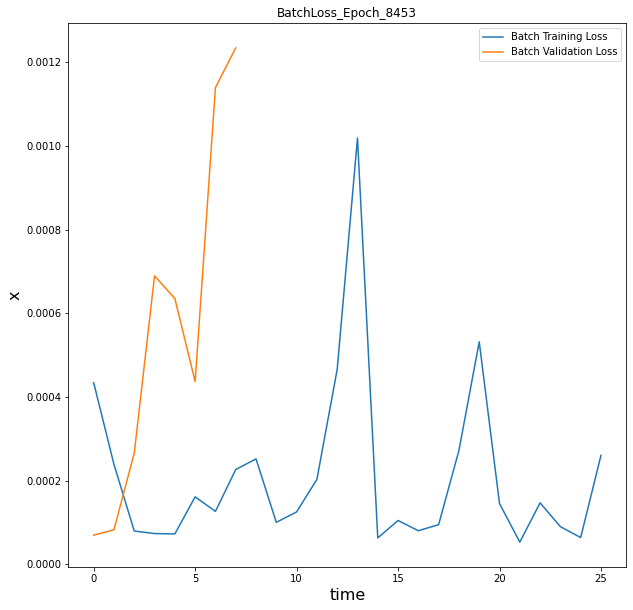 BatchLoss_Epoch_8453
Batch Training Loss
Batch Validation Loss
x
0.0012
0.0010
0.0008
0.0006
0.0004
0.0002
0.0000
0 5 10 15 20 25
time